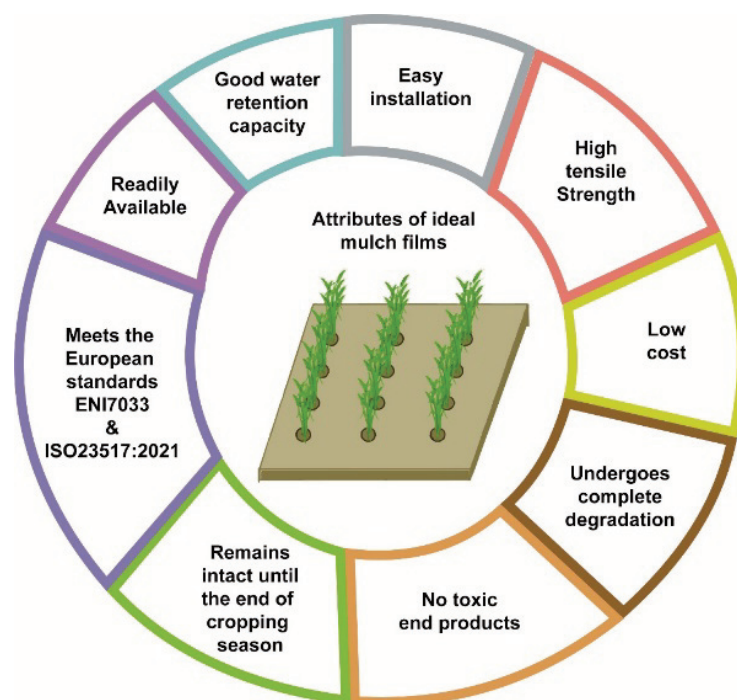 Attributes of ideal
mulch films
Easy
installation
High
tensile
Strength
Low
cost
Undergoes
complete
degradation
No toxic
end products
Remains
intact until
the end of
cropping
season
Meets the
European
standards
ENI7033
&
ISO23517:2021
Readily
Available
Good water
retention
capacity